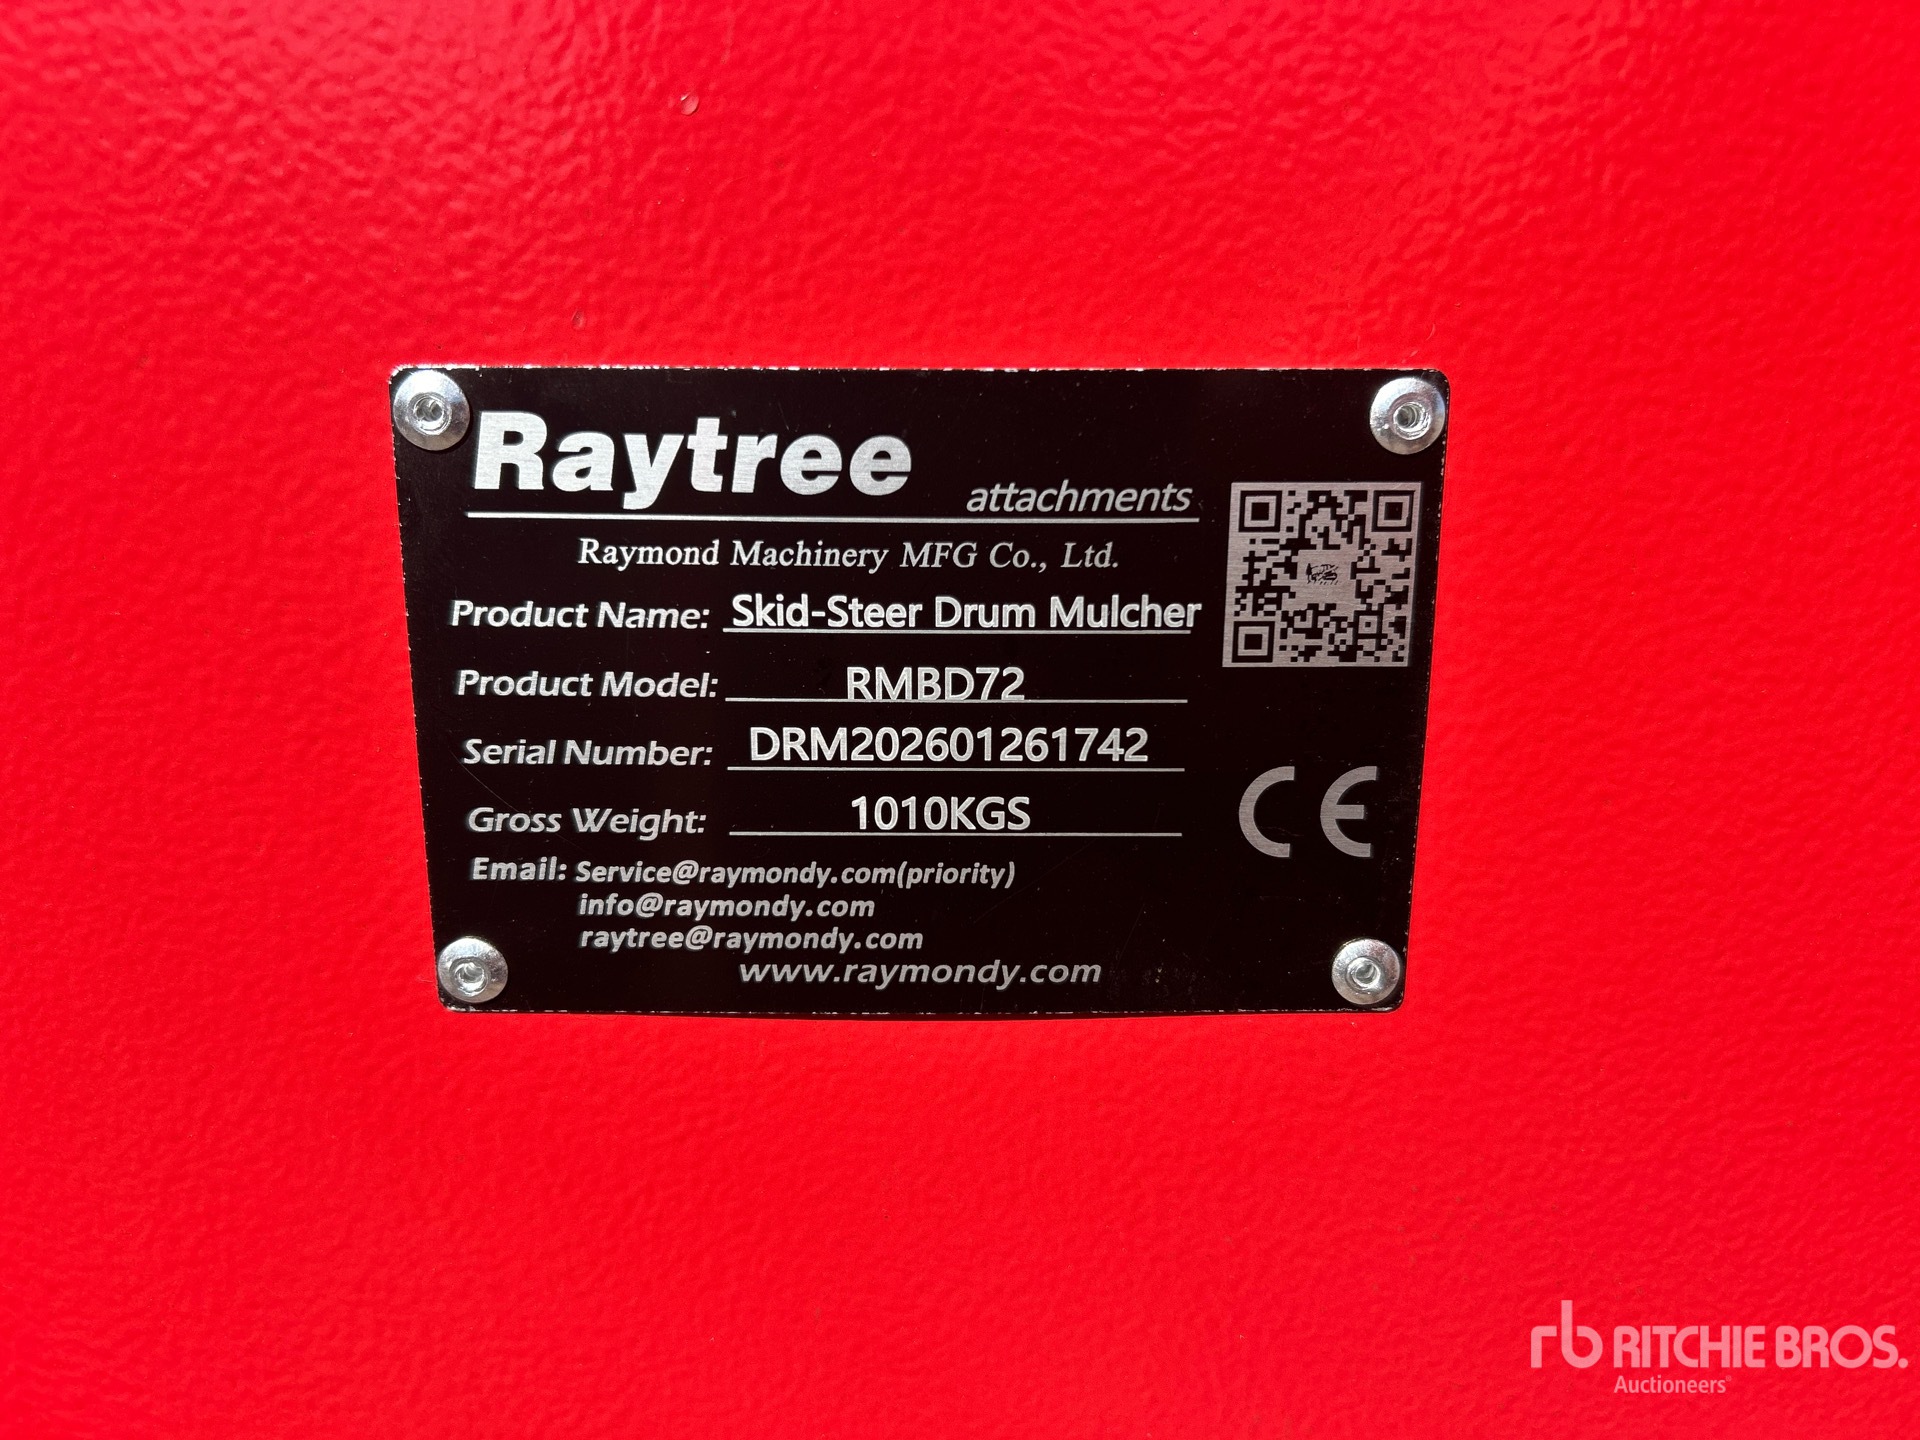 Raytree
attachments
Raymond Machinery MFG Co., Ltd.
Product Name: Skid-Steer Drum Mulcher
Product Model: RMBD72
Serial Number: DRM202601261742
Gross Weight: 1010KGS
Email: Service@raymondy.com(priority)
info@raymondy.com
raytree@raymondy.com
www.raymondy.com
CE
rb RITCHIE BROS.
Auctioneers